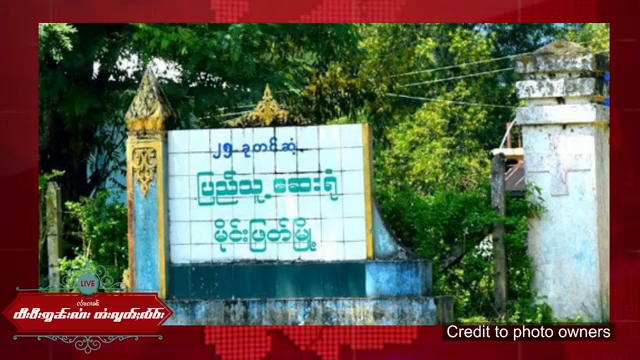 ၂၅ ခုတင်ဆံ့
ပြည်သူ့ဆေးရုံ
မိုင်းဖြတ်မြို့
LIVE
Credit to photo owners